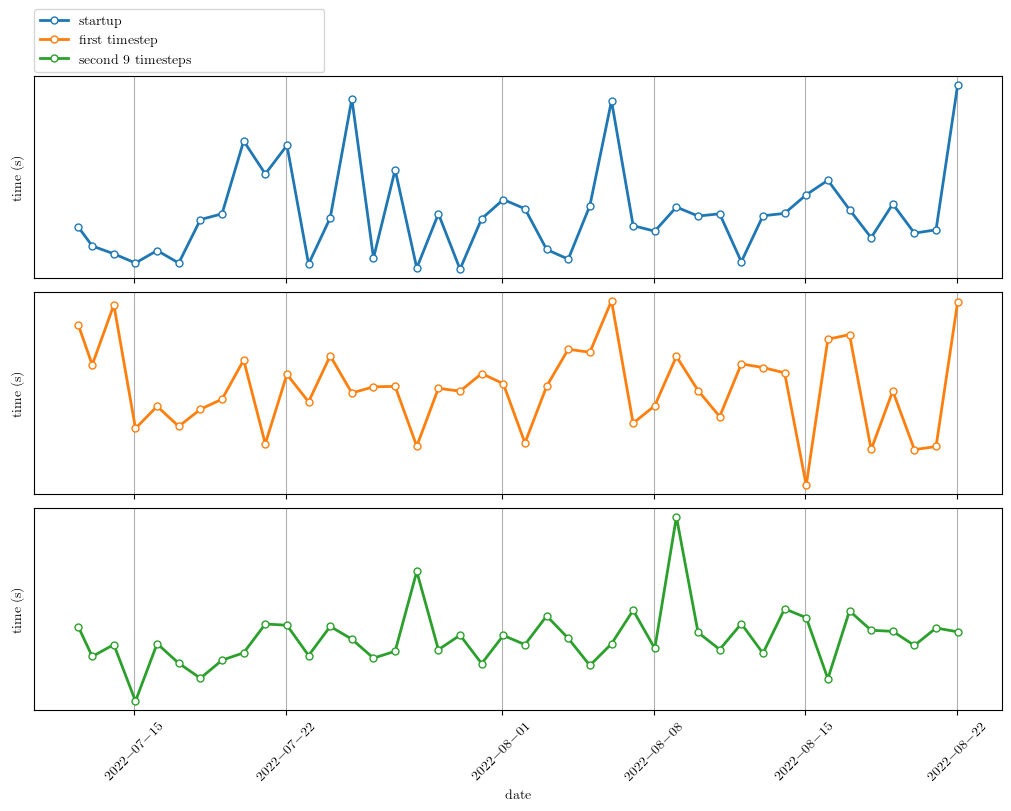 startup
first timestep
second 9 timesteps
time (s)
time (s)
time (s)
2022−07−15
2022−07−22
2022−08−01
2022−08−08
2022−08−15
2022−08−22
date